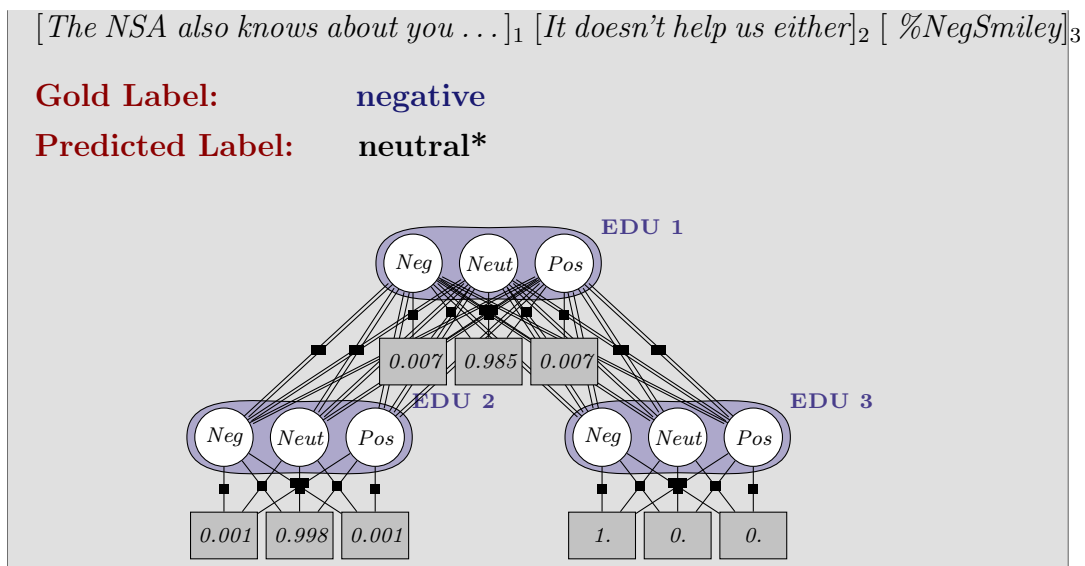 [The NSA also knows about you ...]1 [It doesn't help us either]2 [ %NegSmiley]3
Gold Label: negative
Predicted Label: neutral*
EDU 1
Neg Neut Pos
0.007 0.985 0.007
EDU 2 EDU 3
Neg Neut Pos Neg Neut Pos
0.001 0.998 0.001 1. 0. 0.